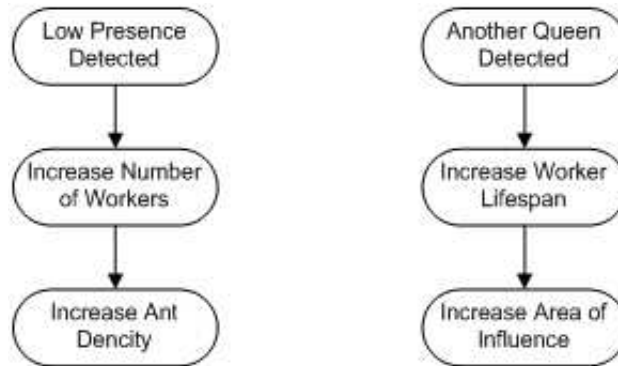 Low Presence
Detected
Increase Number
of Workers
Increase Ant
Dencity
Another Queen
Detected
Increase Worker
Lifespan
Increase Area of
Influence